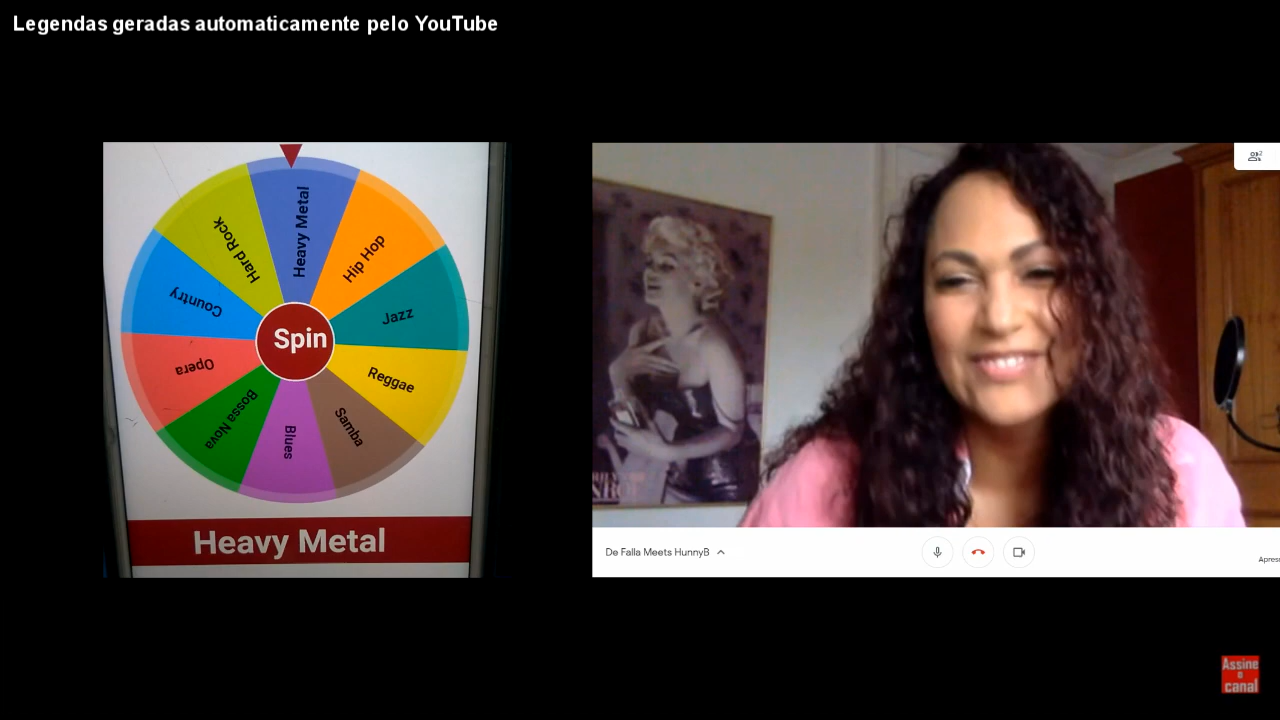 Legendas geradas automaticamente pelo YouTube
Heavy Metal
Hip Hop
Jazz
Reggae
Samba
Blues
Bossa Nova
Opera
Country
Hard Rock
Spin
Heavy Metal
2
De Falla Meets HunnyB
Assine
o
canal